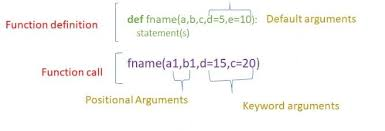 Function definition def fname(a,b,c,d=5,e=10): Default arguments
statement(s)
Function call fname(a1,b1,d=15,c=20)
Positional Arguments Keyword arguments